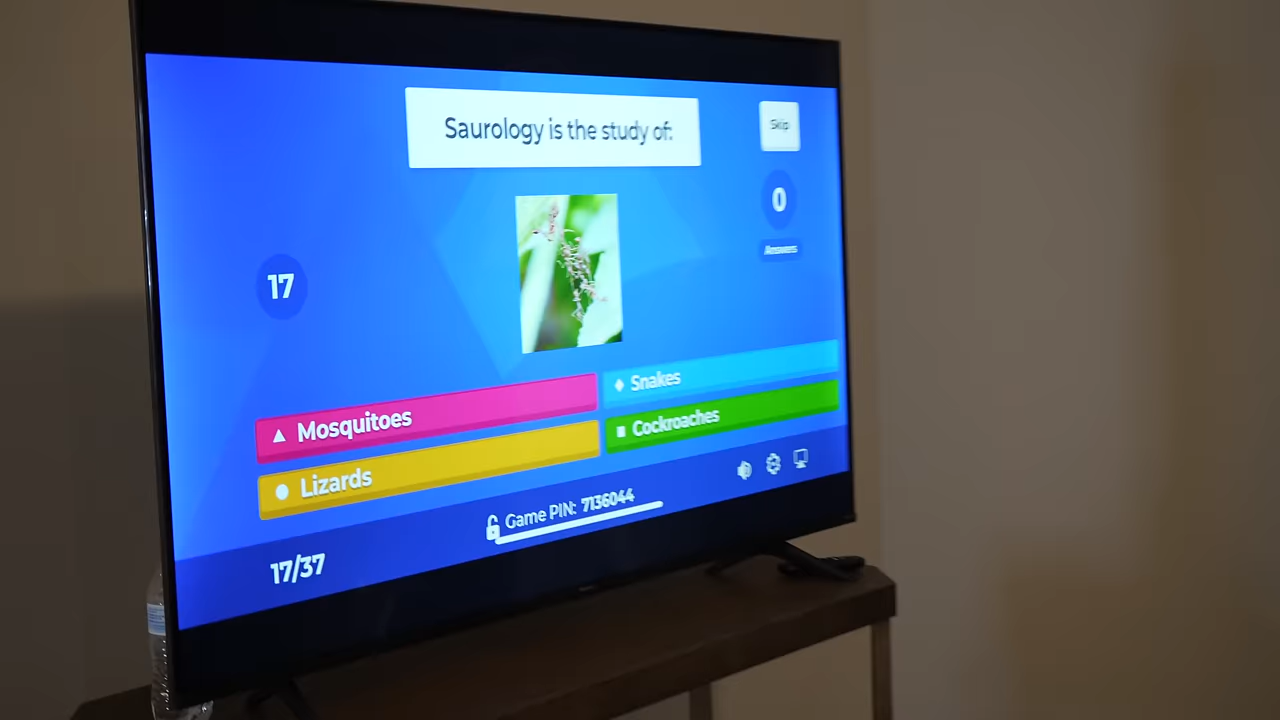 Saurology is the study of:
Skip
0
Answers
17
Mosquitoes
Snakes
Lizards
Cockroaches
Game PIN: 7136044
17/37